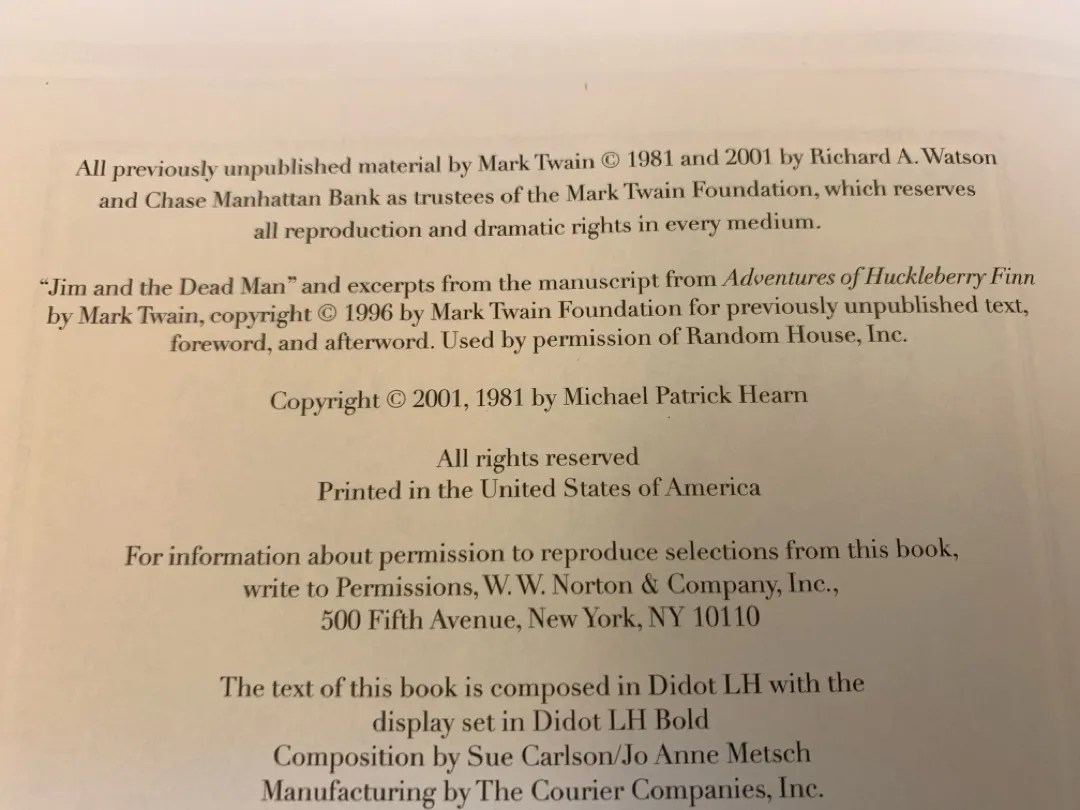 All previously unpublished material by Mark Twain © 1981 and 2001 by Richard A. Watson
and Chase Manhattan Bank as trustees of the Mark Twain Foundation, which reserves
all reproduction and dramatic rights in every medium.
“Jim and the Dead Man” and excerpts from the manuscript from Adventures of Huckleberry Finn
by Mark Twain, copyright © 1996 by Mark Twain Foundation for previously unpublished text,
foreword, and afterword. Used by permission of Random House, Inc.
Copyright © 2001, 1981 by Michael Patrick Hearn
All rights reserved
Printed in the United States of America
For information about permission to reproduce selections from this book,
write to Permissions, W. W. Norton & Company, Inc.,
500 Fifth Avenue, New York, NY 10110
The text of this book is composed in Didot LH with the
display set in Didot LH Bold
Composition by Sue Carlson/Jo Anne Metsch
Manufacturing by The Courier Companies, Inc.